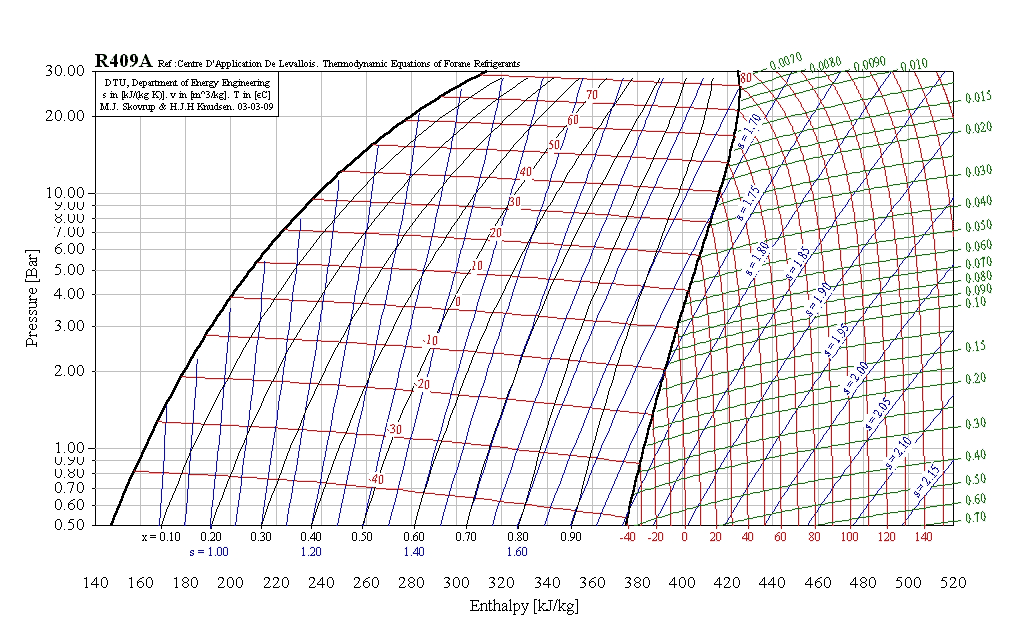 R409A Ref :Centre D'Application De Levallois. Thermodynamic Equations of Forane Refrigerants
DTU, Department of Energy Engineering
s in [kJ/(kg K)]. v in [m^3/kg]. T in [εC]
M.J. Skovrup & H.J.H Knudsen. 03-03-09
30.00
20.00
10.00
9.00
8.00
7.00
6.00
5.00
4.00
3.00
2.00
1.00
0.90
0.80
0.70
0.60
0.50
Pressure [Bar]
80
70
60
50
40
30
20
10
0
-10
-20
-30
-40
s = 1.70
s = 1.75
s = 1.80
s = 1.85
s = 1.90
s = 1.95
s = 2.00
s = 2.05
s = 2.10
s = 2.15
0.0070
0.0080
0.0090
0.010
0.015
0.020
0.030
0.040
0.050
0.060
0.070
0.080
0.090
0.10
0.15
0.20
0.30
0.40
0.50
0.60
0.70
x = 0.10 0.20 0.30 0.40 0.50 0.60 0.70 0.80 0.90 -40 -20 0 20 40 60 80 100 120 140
s = 1.00 1.20 1.40 1.60
140 160 180 200 220 240 260 280 300 320 340 360 380 400 420 440 460 480 500 520
Enthalpy [kJ/kg]